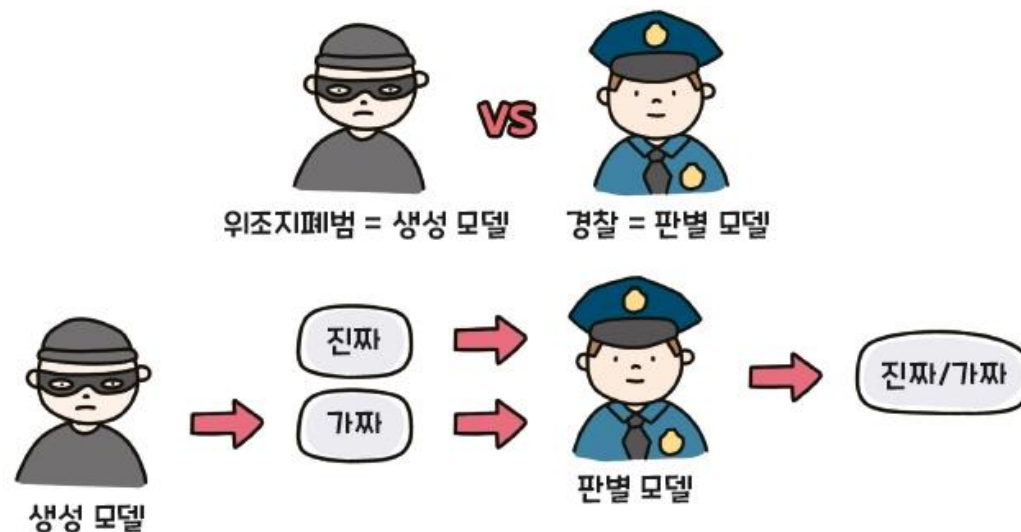 VS
위조지폐범 = 생성 모델 경찰 = 판별 모델
진짜
가짜
진짜/가짜
생성 모델
판별 모델